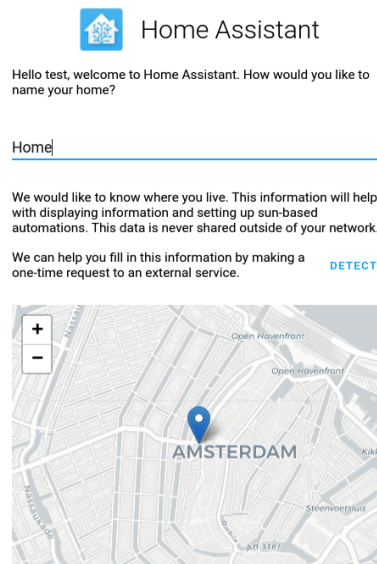 Home Assistant
Hello test, welcome to Home Assistant. How would you like to
name your home?
Home
We would like to know where you live. This information will help
with displaying information and setting up sun-based
automations. This data is never shared outside of your network.
We can help you fill in this information by making a
one-time request to an external service.
DETECT
+
−
Nassau
Open Havenfront
Open Havenfront
AMSTERDAM
Nassaukade
Steenvoetsluis
Amstel